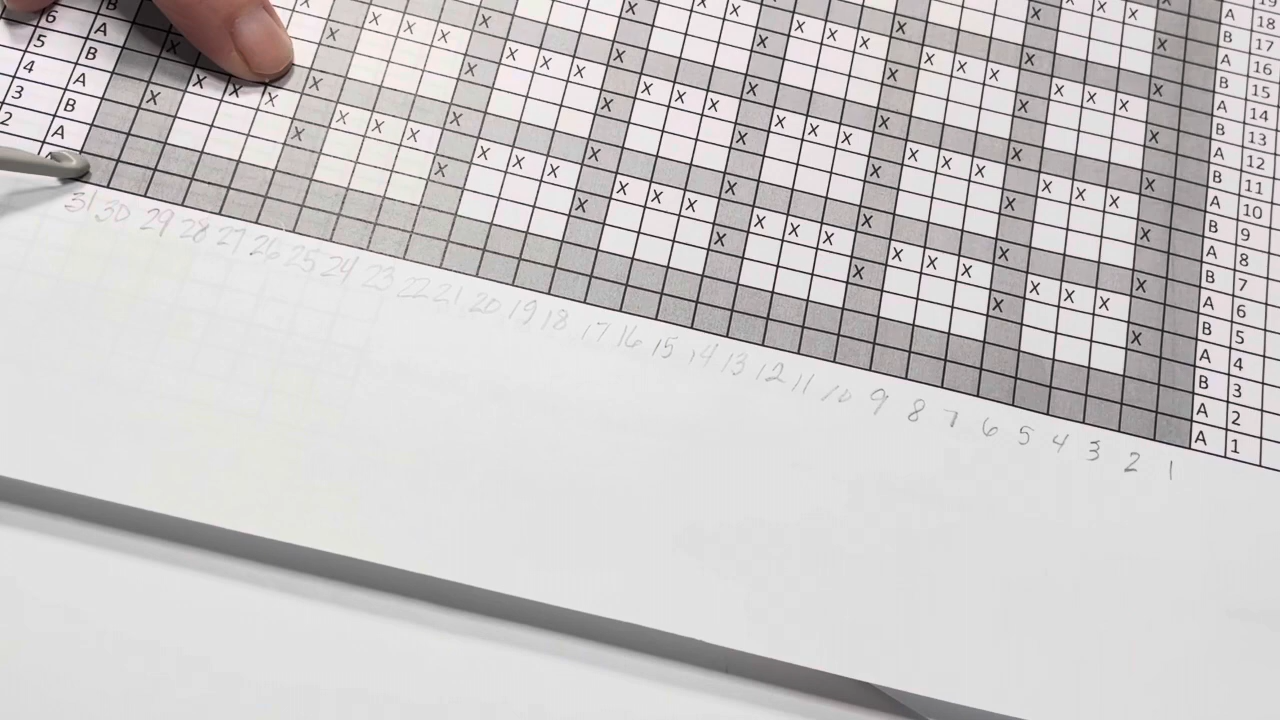 19
A 18
B 17
A 16
B 15
A 14
B 13
A 12
B 11
A 10
B 9
A 8
B 7
B
6 A X X X X X X X X A 6
5 B X X X X X X X X X X X X X X X X X X X X X B 5
4 A X X X X X X X X A 4
3 B B 3
2 A A 2
A 1
31 30 29 28 27 26 25 24 23 22 21 20 19 18 17 16 15 14 13 12 11 10 9 8 7 6 5 4 3 2 1